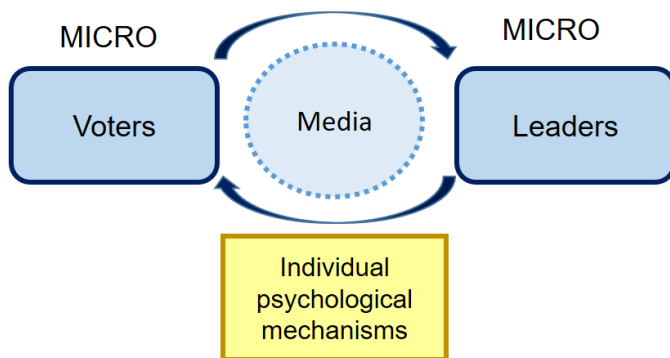 MICRO
MICRO
Voters
Media
Leaders
Individual
psychological
mechanisms